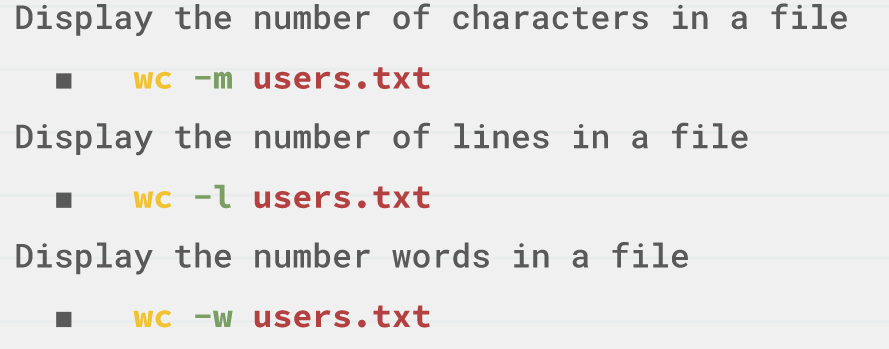 Display the number of characters in a file
▪ wc -m users.txt
Display the number of lines in a file
▪ wc -l users.txt
Display the number words in a file
▪ wc -w users.txt